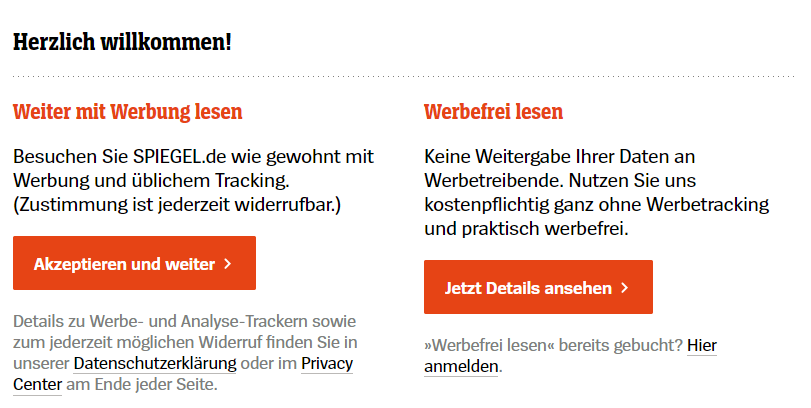 Herzlich willkommen!
Weiter mit Werbung lesen
Besuchen Sie SPIEGEL.de wie gewohnt mit
Werbung und üblichem Tracking.
(Zustimmung ist jederzeit widerrufbar.)
Akzeptieren und weiter >
Details zu Werbe- und Analyse-Trackern sowie
zum jederzeit möglichen Widerruf finden Sie in
unserer Datenschutzerklärung oder im Privacy
Center am Ende jeder Seite.
Werbefrei lesen
Keine Weitergabe Ihrer Daten an
Werbetreibende. Nutzen Sie uns
kostenpflichtig ganz ohne Werbetracking
und praktisch werbefrei.
Jetzt Details ansehen >
»Werbefrei lesen« bereits gebucht? Hier
anmelden.